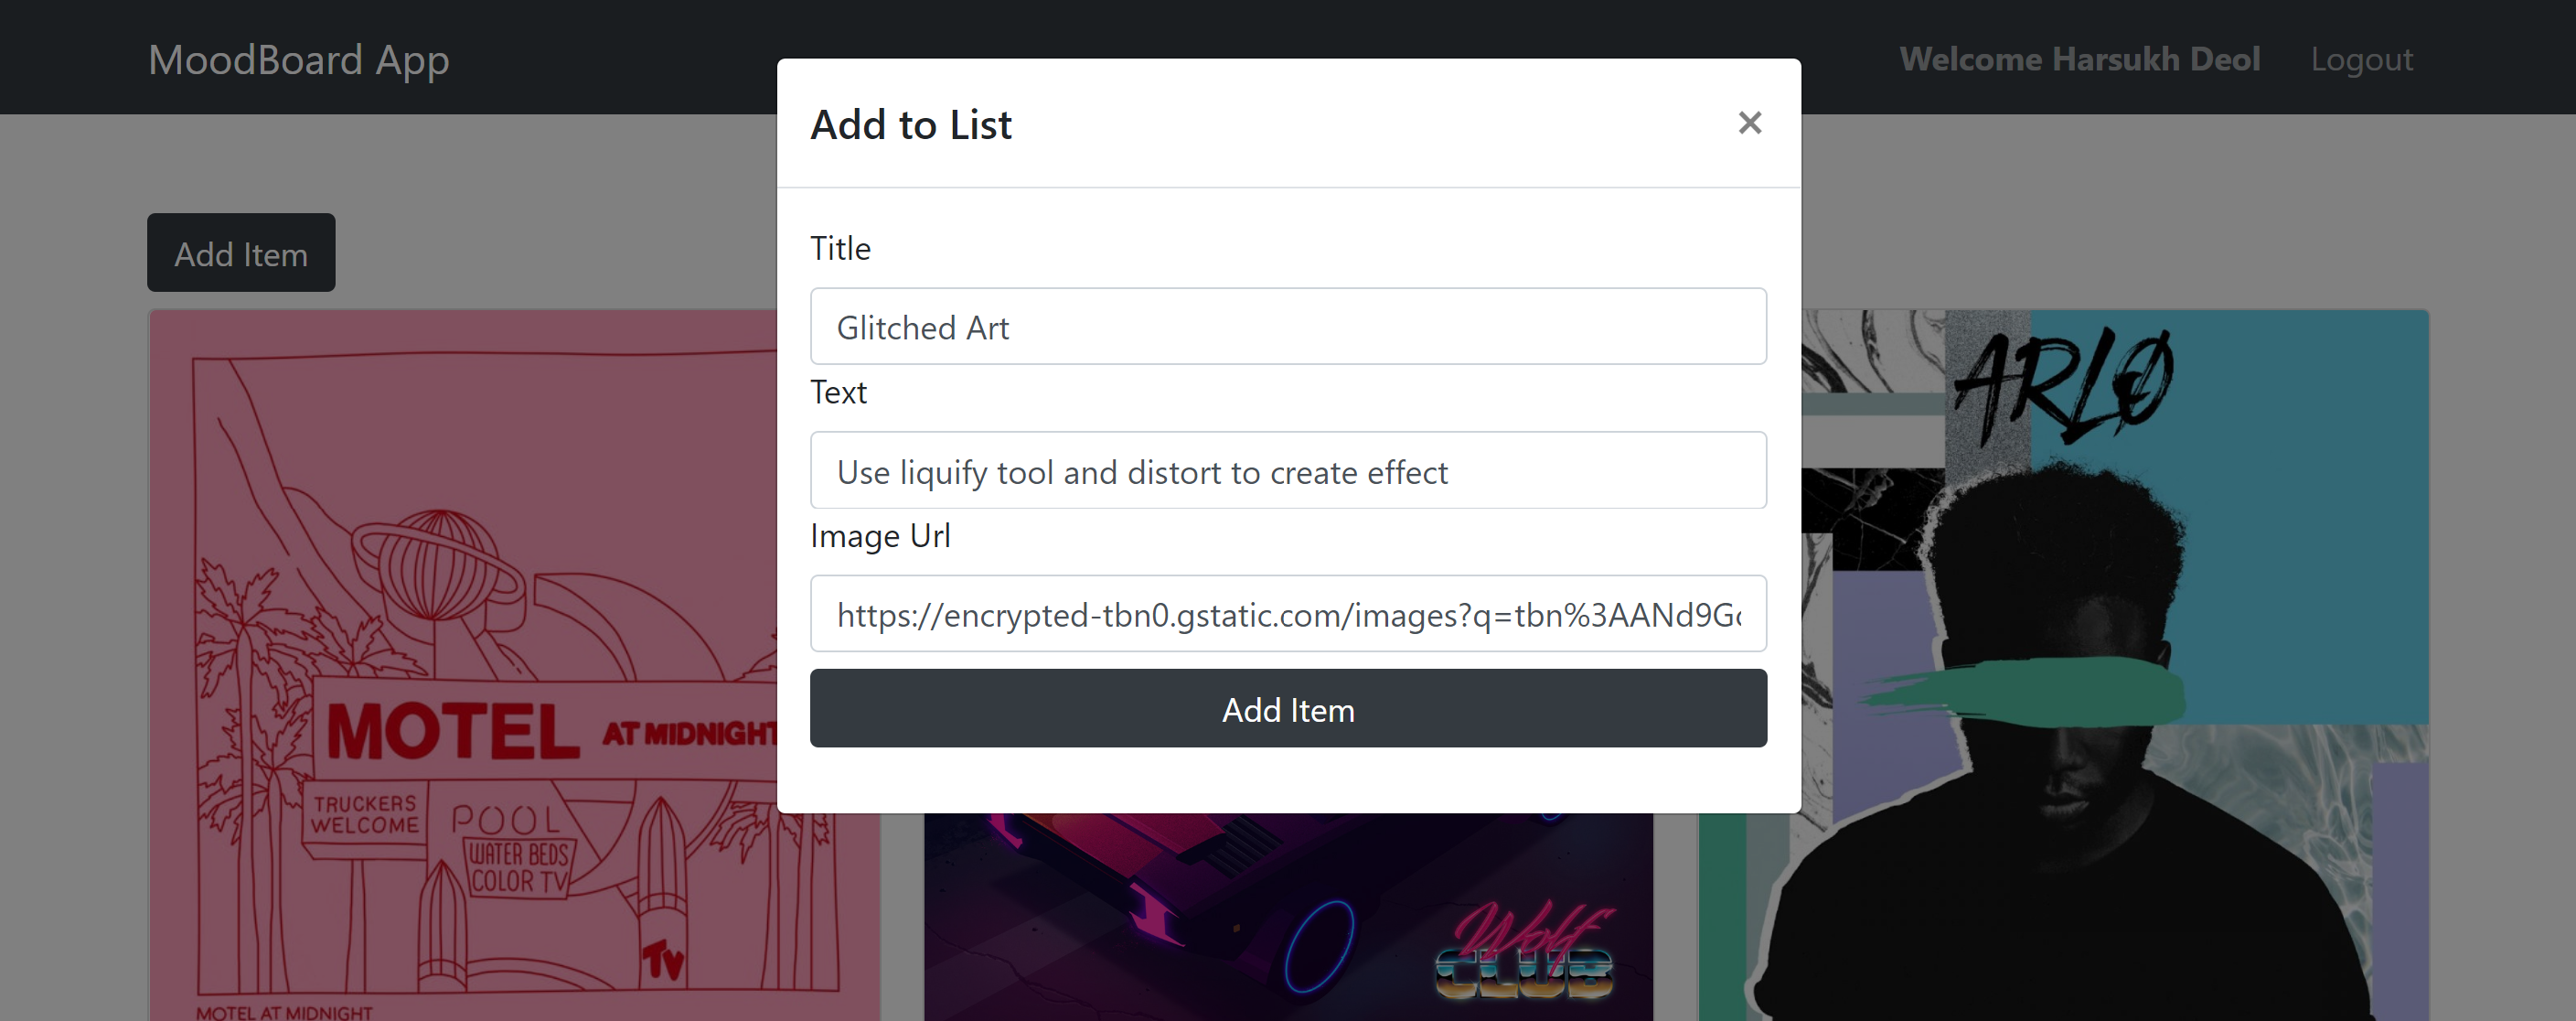 MoodBoard App
Welcome Harsukh Deol
Logout
Add to List
×
Add Item
Title
Glitched Art
Text
Use liquify tool and distort to create effect
Image Url
https://encrypted-tbn0.gstatic.com/images?q=tbn%3AANd9G
Add Item
MOTEL AT MIDNIGHT
TRUCKERS
WELCOME
POOL
WATER BEDS
COLOR TV
TV
MOTEL AT MIDNIGHT
Wolf
CLUB
ARLØ